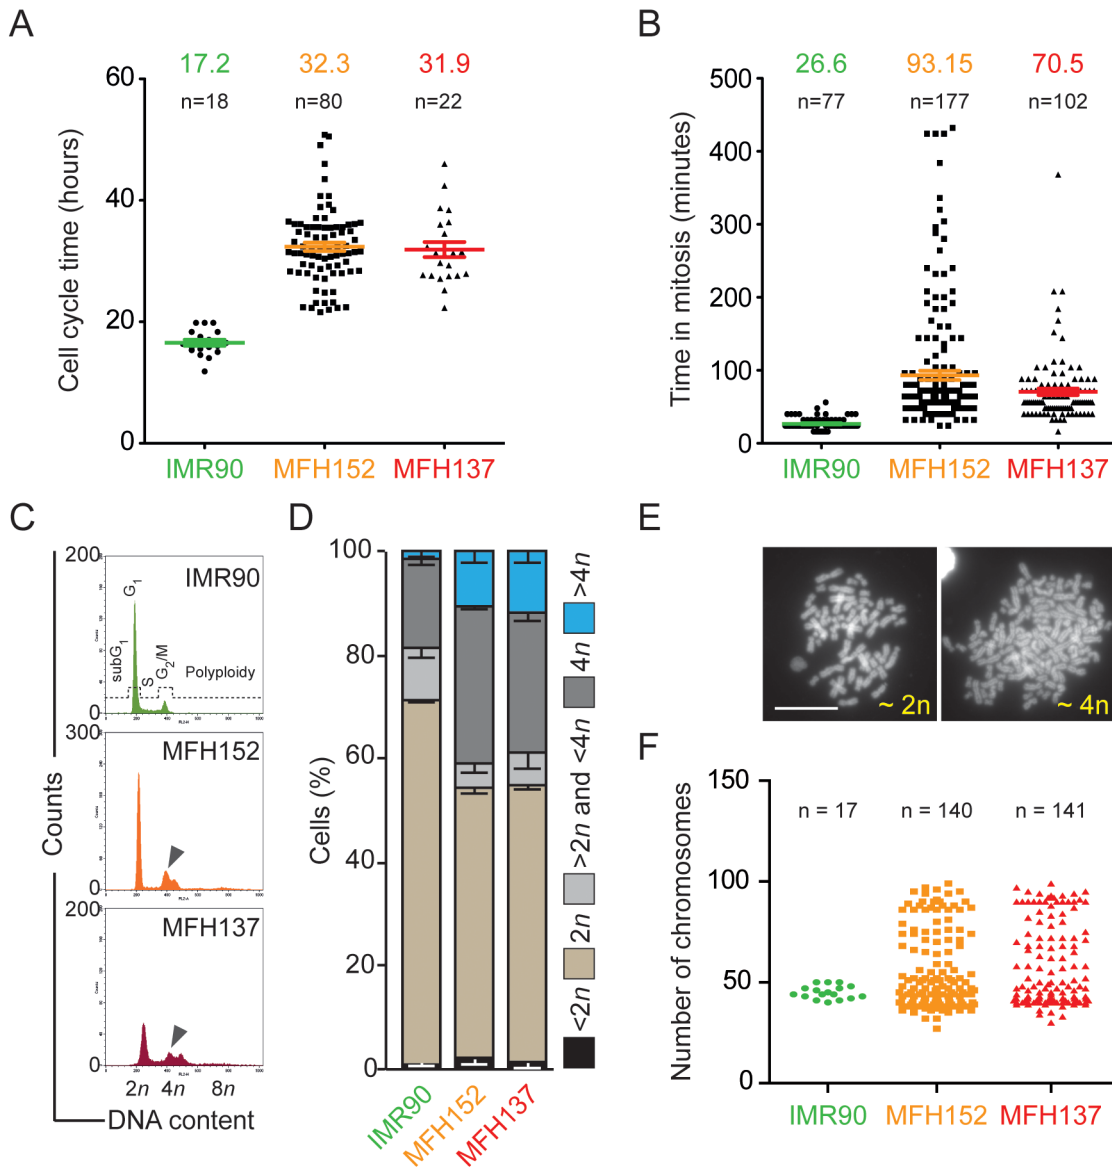 A
17.2 32.3 31.9
n=18 n=80 n=22
60
40
20
0
Cell cycle time (hours)
IMR90 MFH152 MFH137
B
26.6 93.15 70.5
n=77 n=177 n=102
500
400
300
200
100
0
Time in mitosis (minutes)
IMR90 MFH152 MFH137
C
200
IMR90
subG1
G1
S
G2/M
Polyploidy
0
300
MFH152
0
200
MFH137
0
Counts
2n 4n 8n
DNA content
D
100
80
60
40
20
0
Cells (%)
IMR90 MFH152 MFH137
<2n
2n
>2n and <4n
4n
>4n
E
~ 2n
~ 4n
F
150
100
50
0
Number of chromosomes
n = 17 n = 140 n = 141
IMR90 MFH152 MFH137